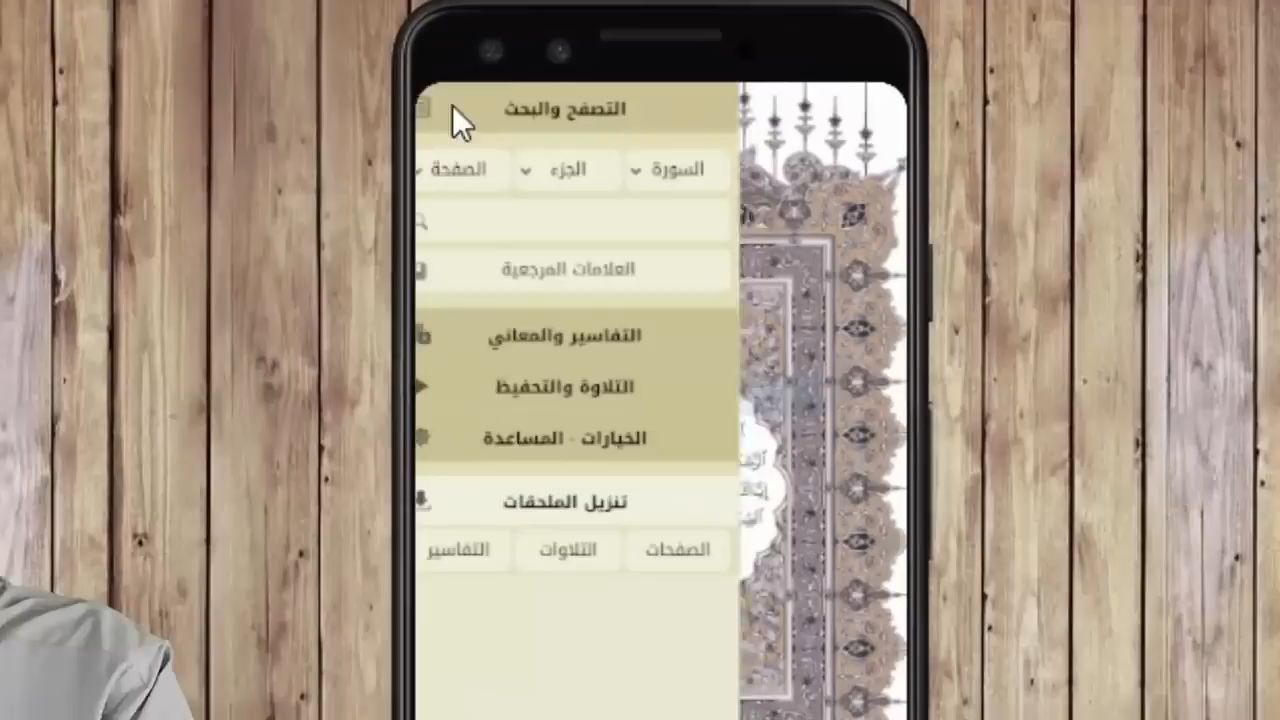 التصفح والبحث
السورة الجزء الصفحة
العلامات المرجعية
التفاسير والمعاني
التلاوة والتحفيظ
الخيارات - المساعدة
تنزيل الملحقات
الصفحات التلاوات التفاسير